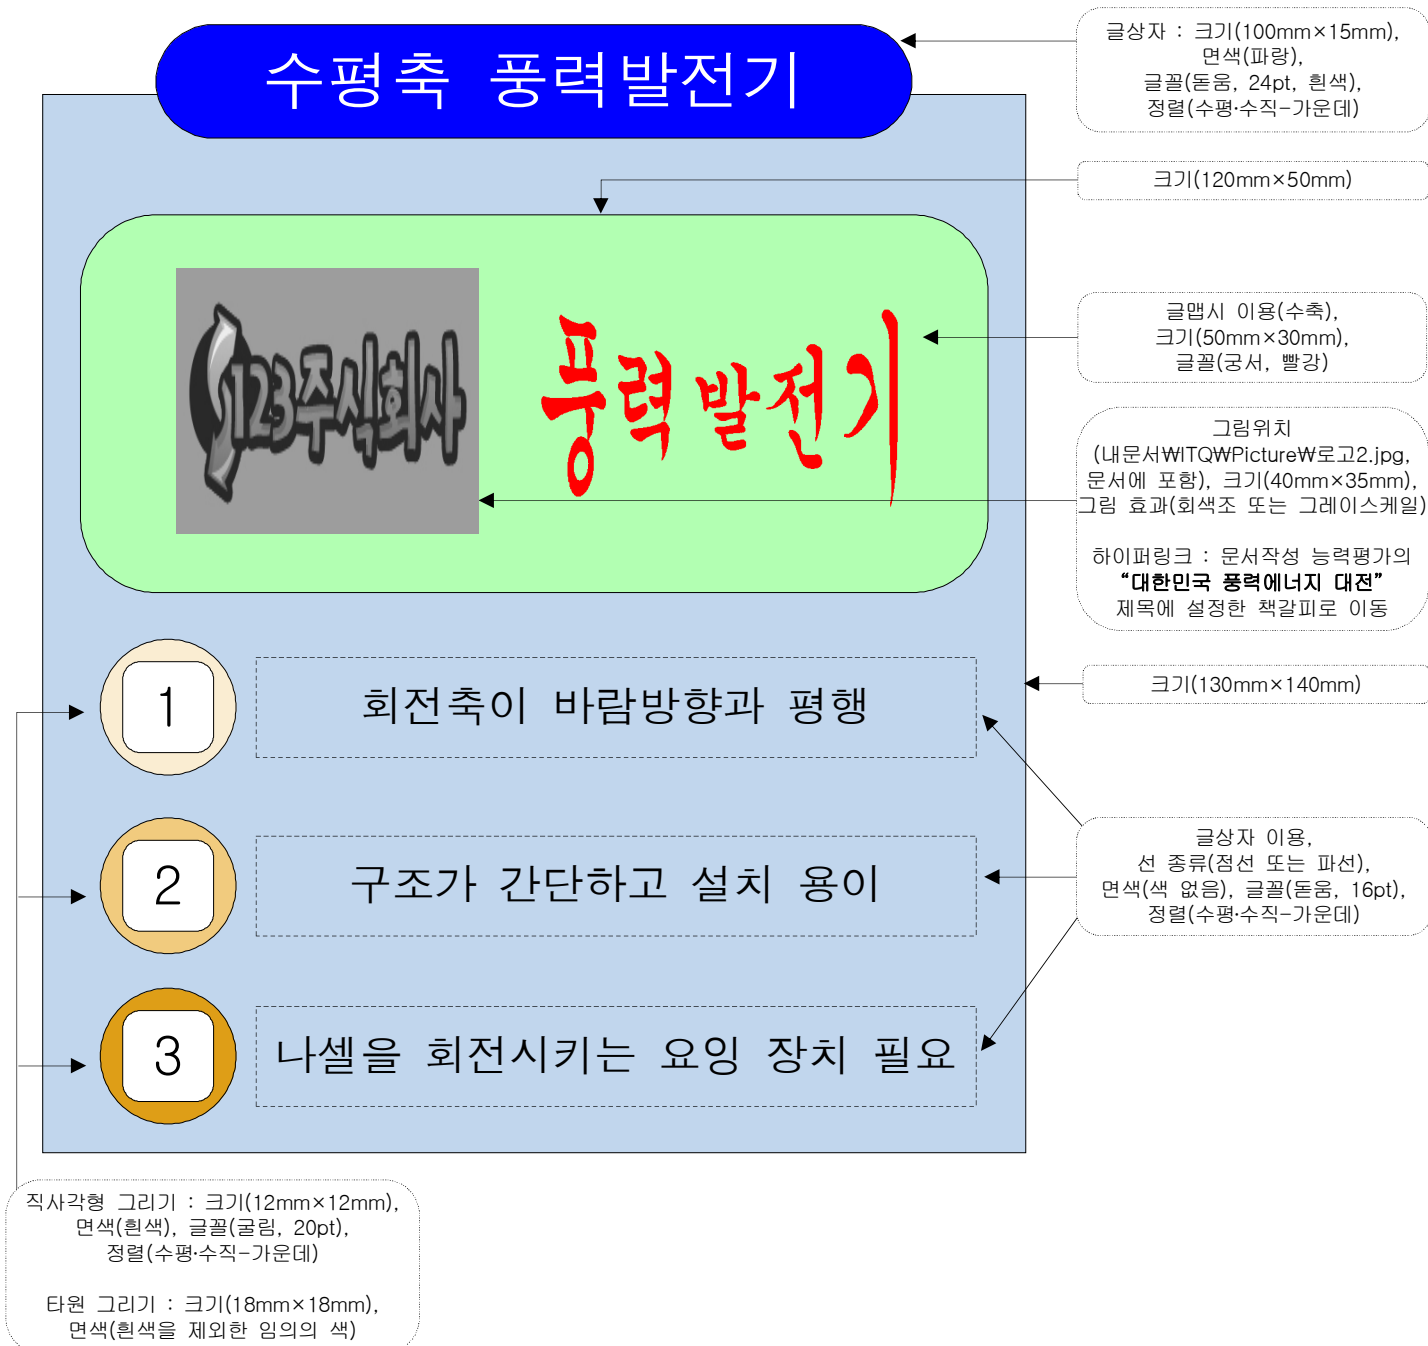 수평축 풍력발전기
글상자 : 크기(100mm×15mm),
면색(파랑),
글꼴(돋움, 24pt, 흰색),
정렬(수평·수직-가운데)
크기(120mm×50mm)
123주식회사
풍력발전기
글맵시 이용(수축),
크기(50mm×30mm),
글꼴(궁서, 빨강)
그림위치
(내문서₩ITQ₩Picture₩로고2.jpg,
문서에 포함), 크기(40mm×35mm),
그림 효과(회색조 또는 그레이스케일)
하이퍼링크 : 문서작성 능력평가의
“대한민국 풍력에너지 대전”
제목에 설정한 책갈피로 이동
크기(130mm×140mm)
1
회전축이 바람방향과 평행
2
구조가 간단하고 설치 용이
글상자 이용,
선 종류(점선 또는 파선),
면색(색 없음), 글꼴(돋움, 16pt),
정렬(수평·수직-가운데)
3
나셀을 회전시키는 요잉 장치 필요
직사각형 그리기 : 크기(12mm×12mm),
면색(흰색), 글꼴(굴림, 20pt),
정렬(수평·수직-가운데)
타원 그리기 : 크기(18mm×18mm),
면색(흰색을 제외한 임의의 색)